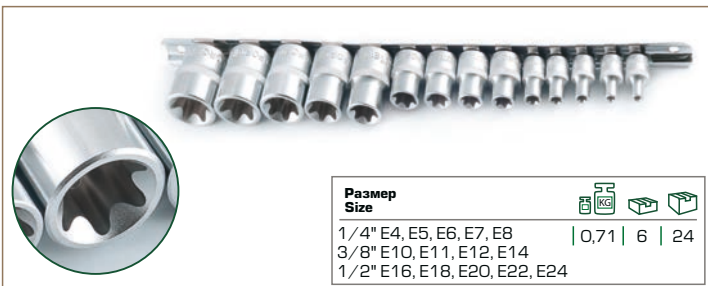 Размер
Size
KG
1/4" E4, E5, E6, E7, E8 0,71 6 24
3/8" E10, E11, E12, E14
1/2" E16, E18, E20, E22, E24